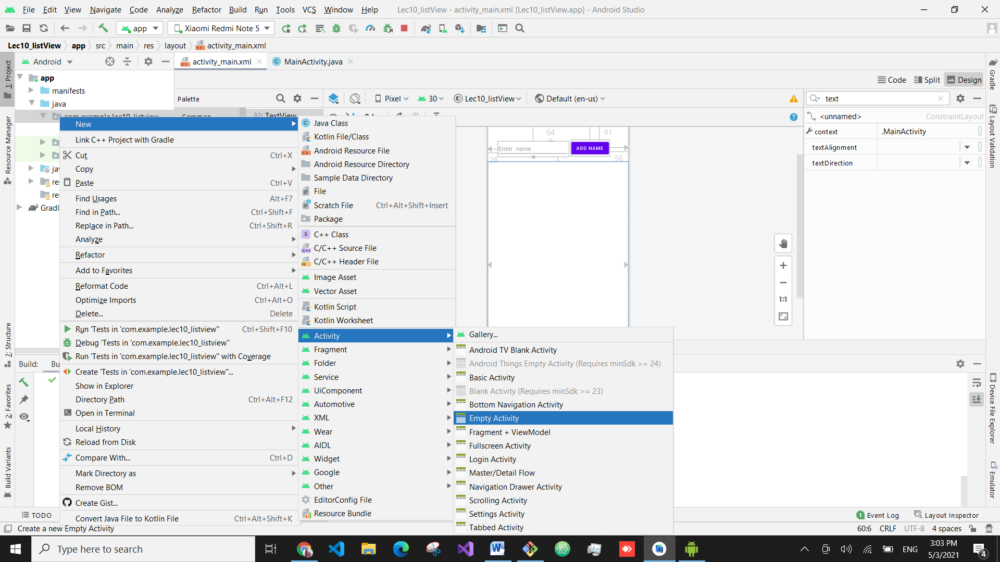 File Edit View Navigate Code Analyze Refactor Build Run Tools VCS Window Help Lec10_listView - activity_main.xml [Lec10_listView.app] - Android Studio
app Xiaomi Redmi Note 5
Lec10_listView app src main res layout activity_main.xml
Android activity_main.xml MainActivity.java
Code Split Design
Palette Pixel 30 Lec10_listView Default (en-us) text
<unnamed> ConstraintLayout
context .MainActivity
textAlignment
textDirection
1: Project
Resource Manager
7: Structure
2: Favorites
Build Variants
app
manifests
java
com.example.lec10_listview
Common
TextView
64 61
Enter name ADD NAME
28 56
New
Link C++ Project with Gradle
Cut Ctrl+X
Copy
Paste Ctrl+V
Find Usages Alt+F7
Find in Path... Ctrl+Shift+F
Replace in Path... Ctrl+Shift+R
Analyze
Refactor
Add to Favorites
Reformat Code Ctrl+Alt+L
Optimize Imports Ctrl+Alt+O
Delete... Delete
Run 'Tests in 'com.example.lec10_listview'' Ctrl+Shift+F10
Debug 'Tests in 'com.example.lec10_listview''
Run 'Tests in 'com.example.lec10_listview'' with Coverage
Create 'Tests in 'com.example.lec10_listview''...
Show in Explorer
Directory Path Ctrl+Alt+F12
Open in Terminal
Local History
Reload from Disk
Compare With... Ctrl+D
Mark Directory as
Remove BOM
Create Gist...
Convert Java File to Kotlin File Ctrl+Alt+Shift+K
Java Class
Kotlin File/Class
Android Resource File
Android Resource Directory
Sample Data Directory
File
Scratch File Ctrl+Alt+Shift+Insert
Package
C++ Class
C/C++ Source File
C/C++ Header File
Image Asset
Vector Asset
Kotlin Script
Kotlin Worksheet
Activity
Fragment
Folder
Service
UiComponent
Automotive
XML
Wear
AIDL
Widget
Google
Other
EditorConfig File
Resource Bundle
Gallery...
Android TV Blank Activity
Android Things Empty Activity (Requires minSdk >= 24)
Basic Activity
Blank Activity (Requires minSdk >= 23)
Bottom Navigation Activity
Empty Activity
Fragment + ViewModel
Fullscreen Activity
Login Activity
Master/Detail Flow
Navigation Drawer Activity
Scrolling Activity
Settings Activity
Tabbed Activity
1:1
Gradle
Layout Validation
Device File Explorer
Emulator
Build:
TODO
1 Event Log Layout Inspector
Create a new Empty Activity 60:6 CRLF UTF-8 4 spaces
Type here to search ENG 3:03 PM
5/3/2021 4